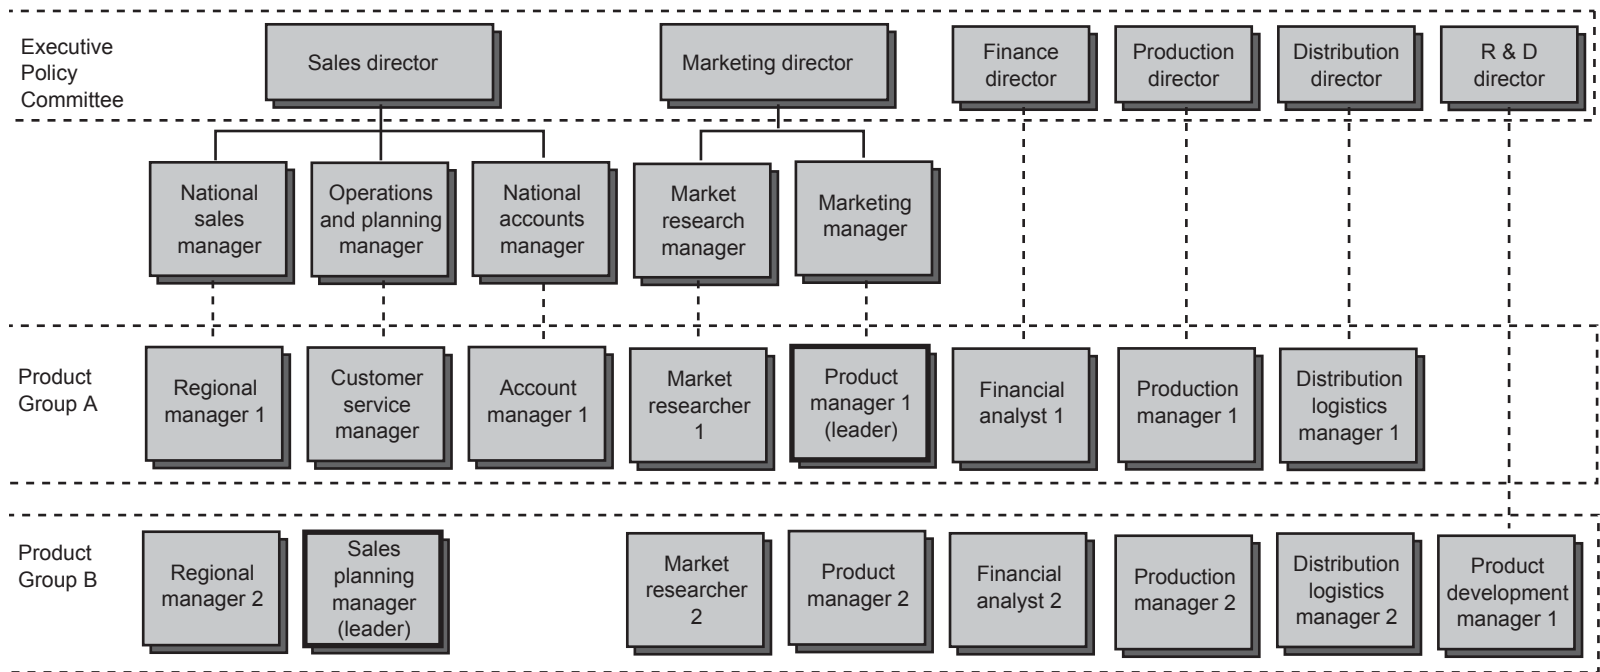 Executive
Policy
Committee
Sales director
Marketing director
Finance
director
Production
director
Distribution
director
R & D
director
National
sales
manager
Operations
and planning
manager
National
accounts
manager
Market
research
manager
Marketing
manager
Product
Group A
Regional
manager 1
Customer
service
manager
Account
manager 1
Market
researcher
1
Product
manager 1
(leader)
Financial
analyst 1
Production
manager 1
Distribution
logistics
manager 1
Product
Group B
Regional
manager 2
Sales
planning
manager
(leader)
Market
researcher
2
Product
manager 2
Financial
analyst 2
Production
manager 2
Distribution
logistics
manager 2
Product
development
manager 1